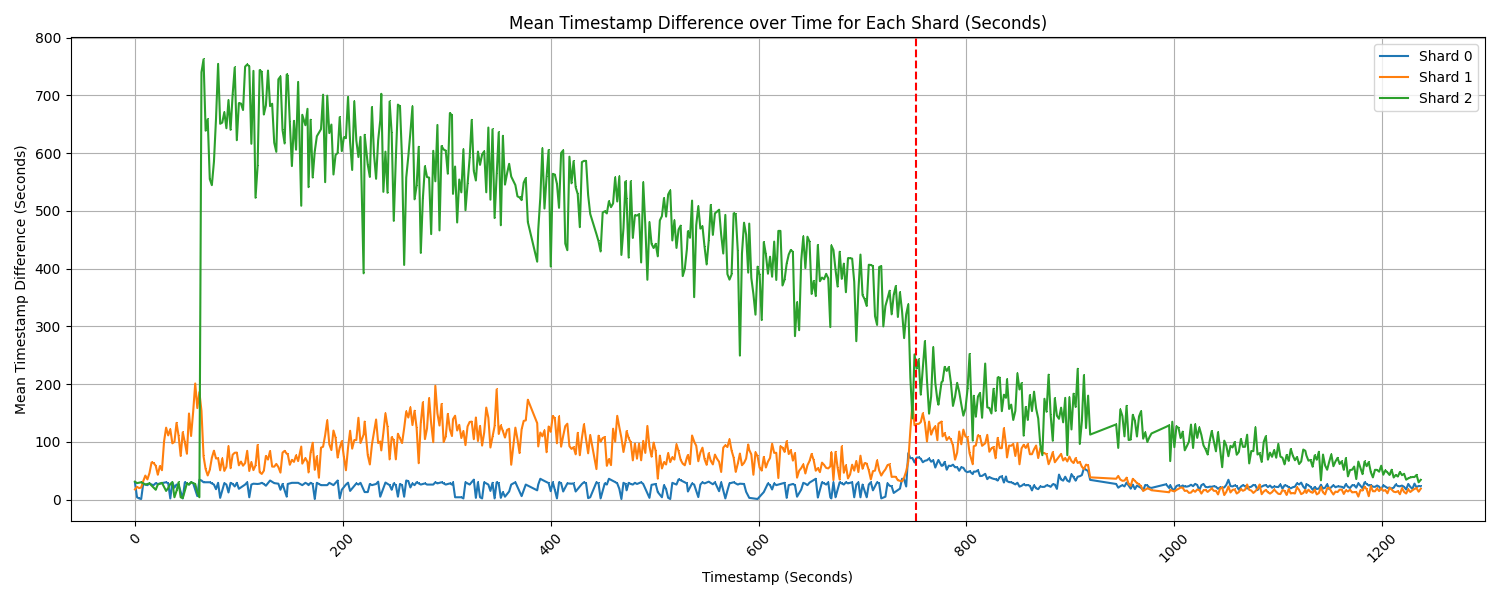 Mean Timestamp Difference over Time for Each Shard (Seconds)
Mean Timestamp Difference (Seconds)
800
700
600
500
400
300
200
100
0
Shard 0
Shard 1
Shard 2
0
200
400
600
800
1000
1200
Timestamp (Seconds)